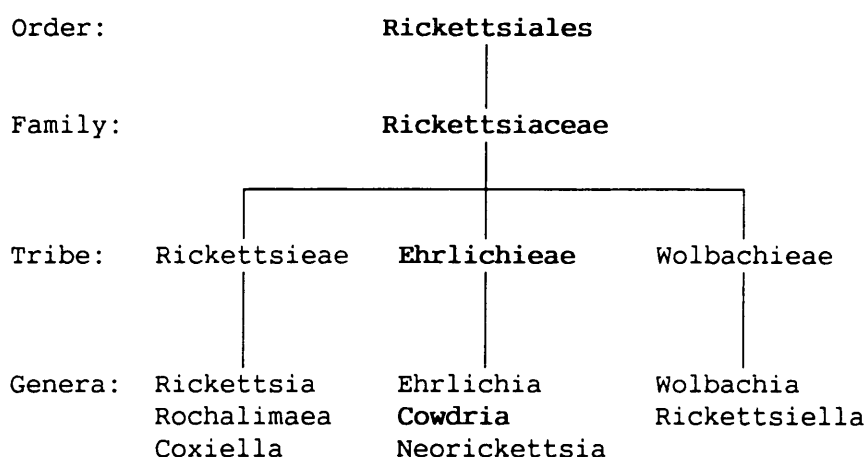 Order: Rickettsiales
Family: Rickettsiaceae
Tribe: Rickettsieae Ehrlichieae Wolbachieae
Genera: Rickettsia Ehrlichia Wolbachia
Rochalimaea Cowdria Rickettsiella
Coxiella Neorickettsia